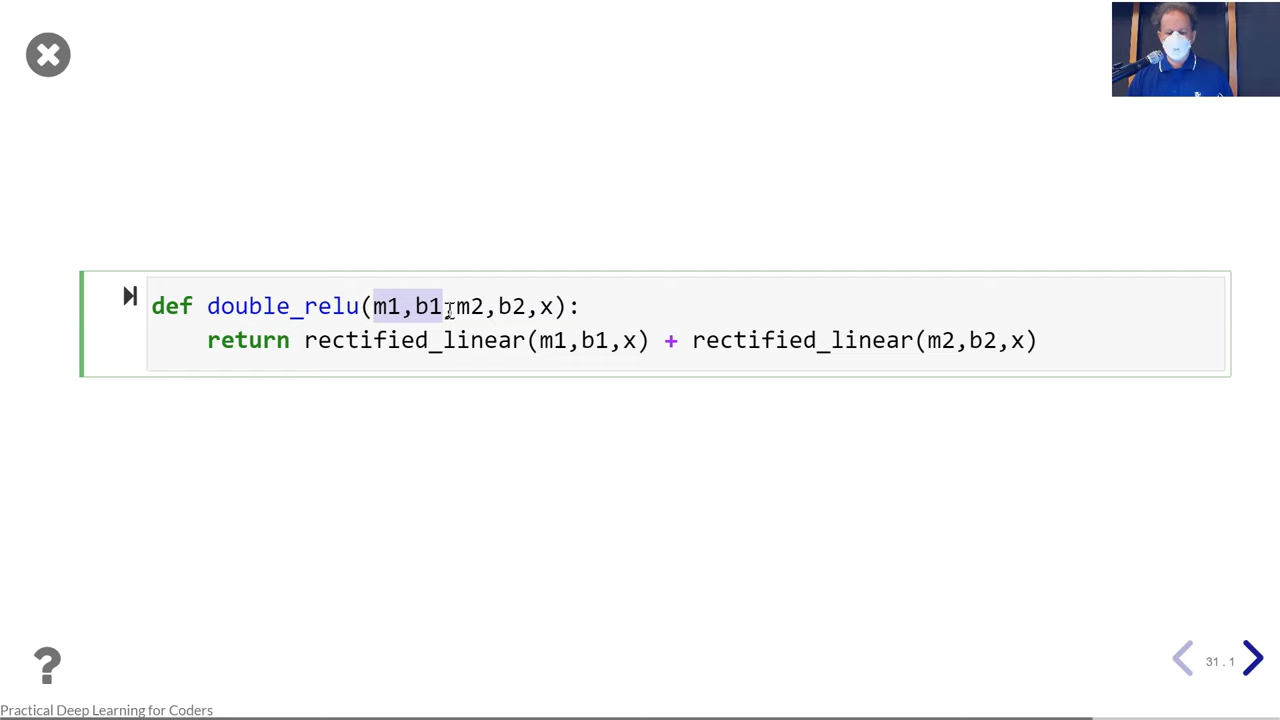 def double_relu(m1,b1,m2,b2,x):
return rectified_linear(m1,b1,x) + rectified_linear(m2,b2,x)
?
31 . 1
Practical Deep Learning for Coders